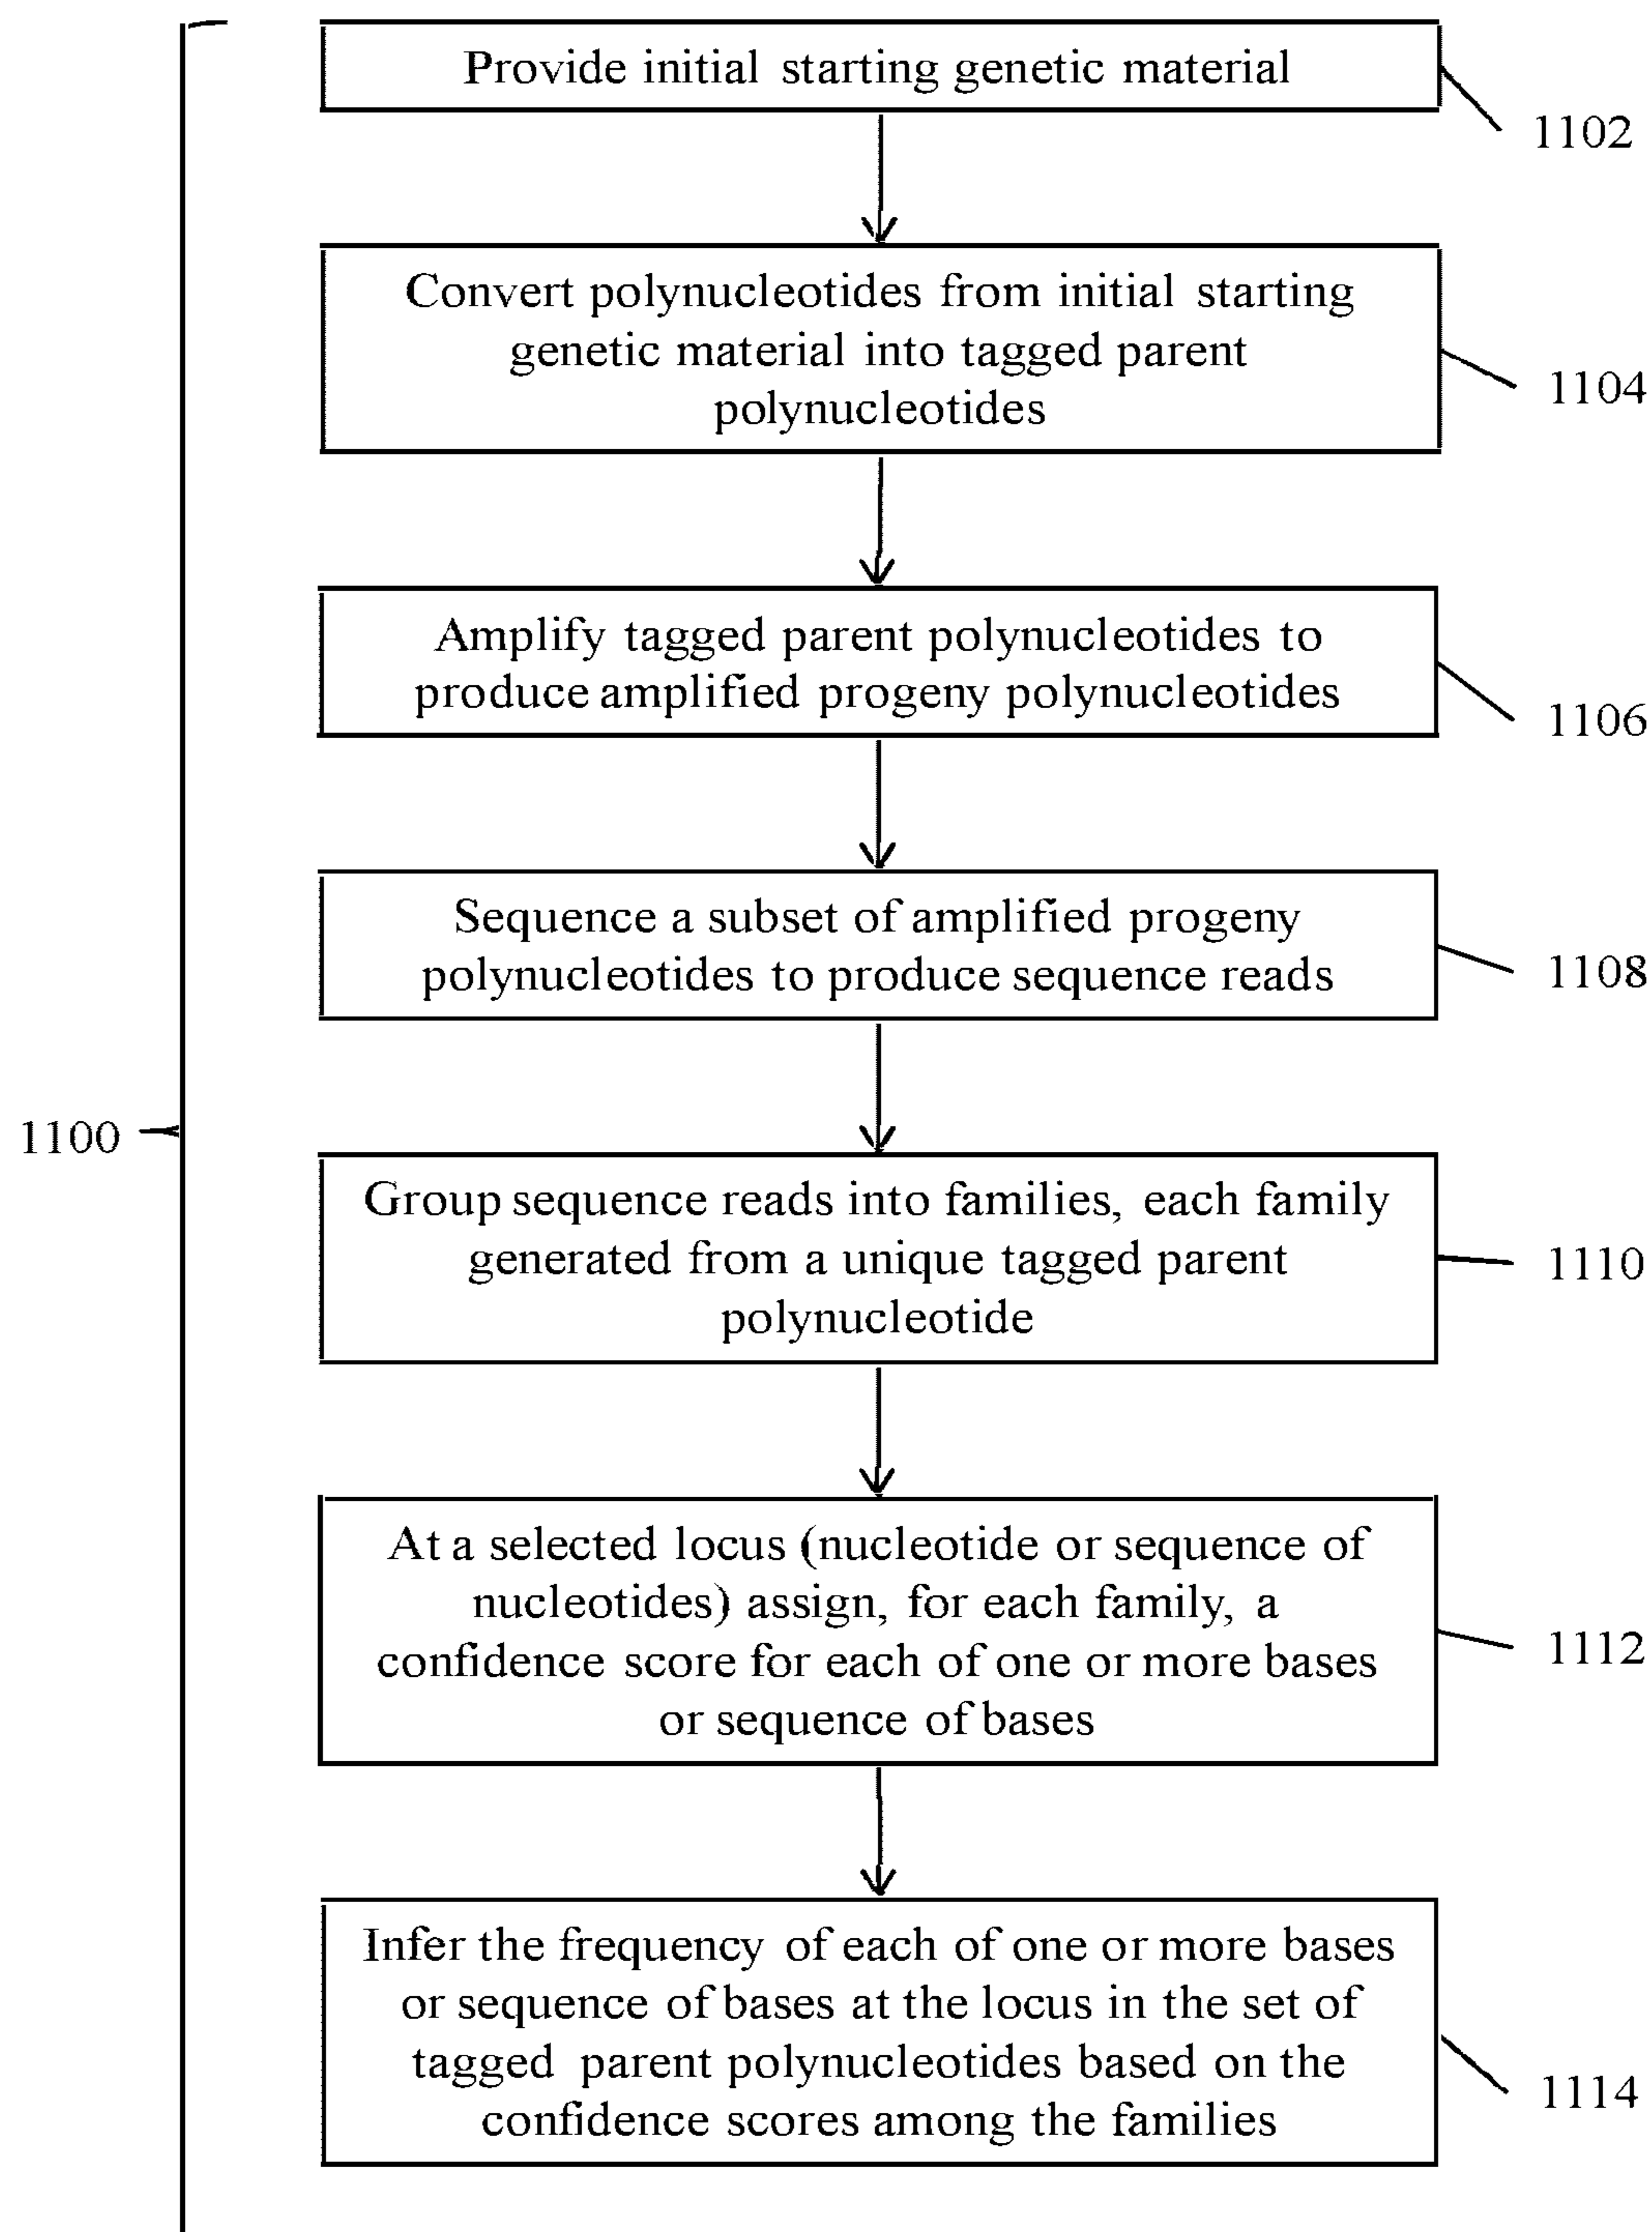 Provide initial starting genetic material
1102
Convert polynucleotides from initial starting
genetic material into tagged parent
polynucleotides
1104
Amplify tagged parent polynucleotides to
produce amplified progeny polynucleotides
1106
Sequence a subset of amplified progeny
polynucleotides to produce sequence reads
1108
1100
Group sequence reads into families, each family
generated from a unique tagged parent
polynucleotide
1110
At a selected locus (nucleotide or sequence of
nucleotides) assign, for each family, a
confidence score for each of one or more bases
or sequence of bases
1112
Infer the frequency of each of one or more bases
or sequence of bases at the locus in the set of
tagged parent polynucleotides based on the
confidence scores among the families
1114